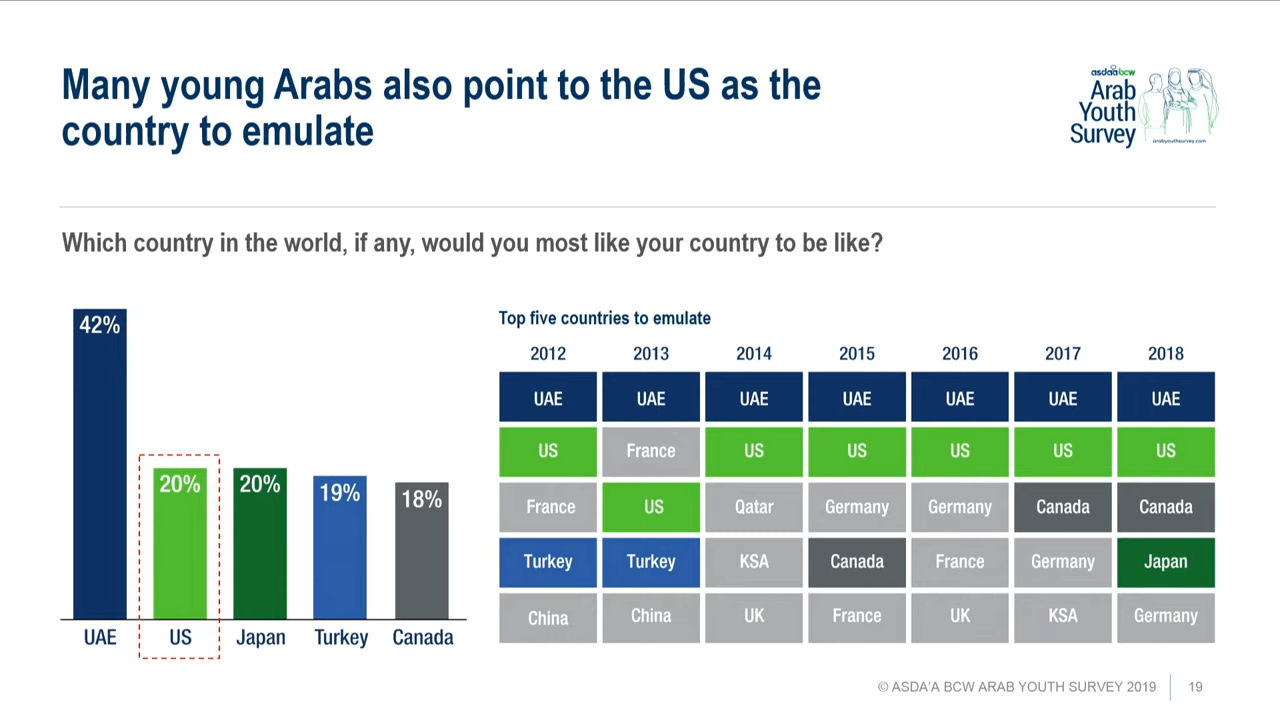 Many young Arabs also point to the US as the
country to emulate
asdaa bcw
Arab
Youth
Survey
arabyouthsurvey.com
Which country in the world, if any, would you most like your country to be like?
42%
20%
20%
19%
18%
UAE US Japan Turkey Canada
Top five countries to emulate
2012 2013 2014 2015 2016 2017 2018
UAE UAE UAE UAE UAE UAE UAE
US France US US US US US
France US Qatar Germany Germany Canada Canada
Turkey Turkey KSA Canada France Germany Japan
China China UK France UK KSA Germany
© ASDA'A BCW ARAB YOUTH SURVEY 2019 19